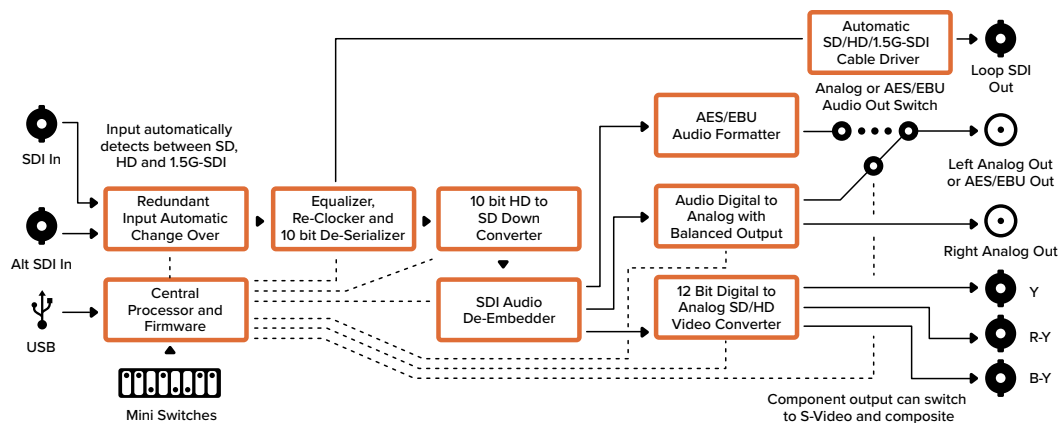 Automatic
SD/HD/1.5G-SDI
Cable Driver
Loop SDI
Out
Analog or AES/EBU
Audio Out Switch
SDI In
Input automatically
detects between SD,
HD and 1.5G-SDI
AES/EBU
Audio Formatter
Left Analog Out
or AES/EBU Out
Alt SDI In
Redundant
Input Automatic
Change Over
Equalizer,
Re-Clocker and
10 bit De-Serializer
10 bit HD to
SD Down
Converter
Audio Digital to
Analog with
Balanced Output
Right Analog Out
USB
Central
Processor and
Firmware
SDI Audio
De-Embedder
12 Bit Digital to
Analog SD/HD
Video Converter
Y
R-Y
B-Y
Mini Switches
Component output can switch
to S-Video and composite